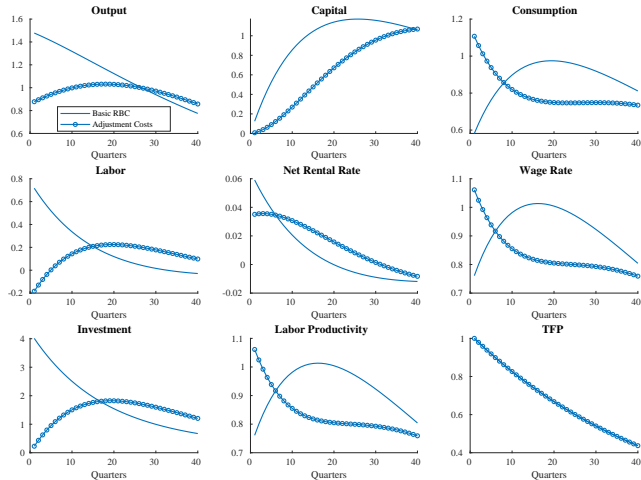 Output
1.6
1.4
1.2
1
0.8
0.6
0 10 20 30 40
Quarters
Basic RBC
Adjustment Costs
Capital
1
0.8
0.6
0.4
0.2
0
0 10 20 30 40
Quarters
Consumption
1.2
1
0.8
0.6
0 10 20 30 40
Quarters
Labor
0.8
0.6
0.4
0.2
0
-0.2
0 10 20 30 40
Quarters
Net Rental Rate
0.06
0.04
0.02
0
-0.02
0 10 20 30 40
Quarters
Wage Rate
1.1
1
0.9
0.8
0.7
0 10 20 30 40
Quarters
Investment
4
3
2
1
0
0 10 20 30 40
Quarters
Labor Productivity
1.1
1
0.9
0.8
0.7
0 10 20 30 40
Quarters
TFP
1
0.8
0.6
0.4
0 10 20 30 40
Quarters